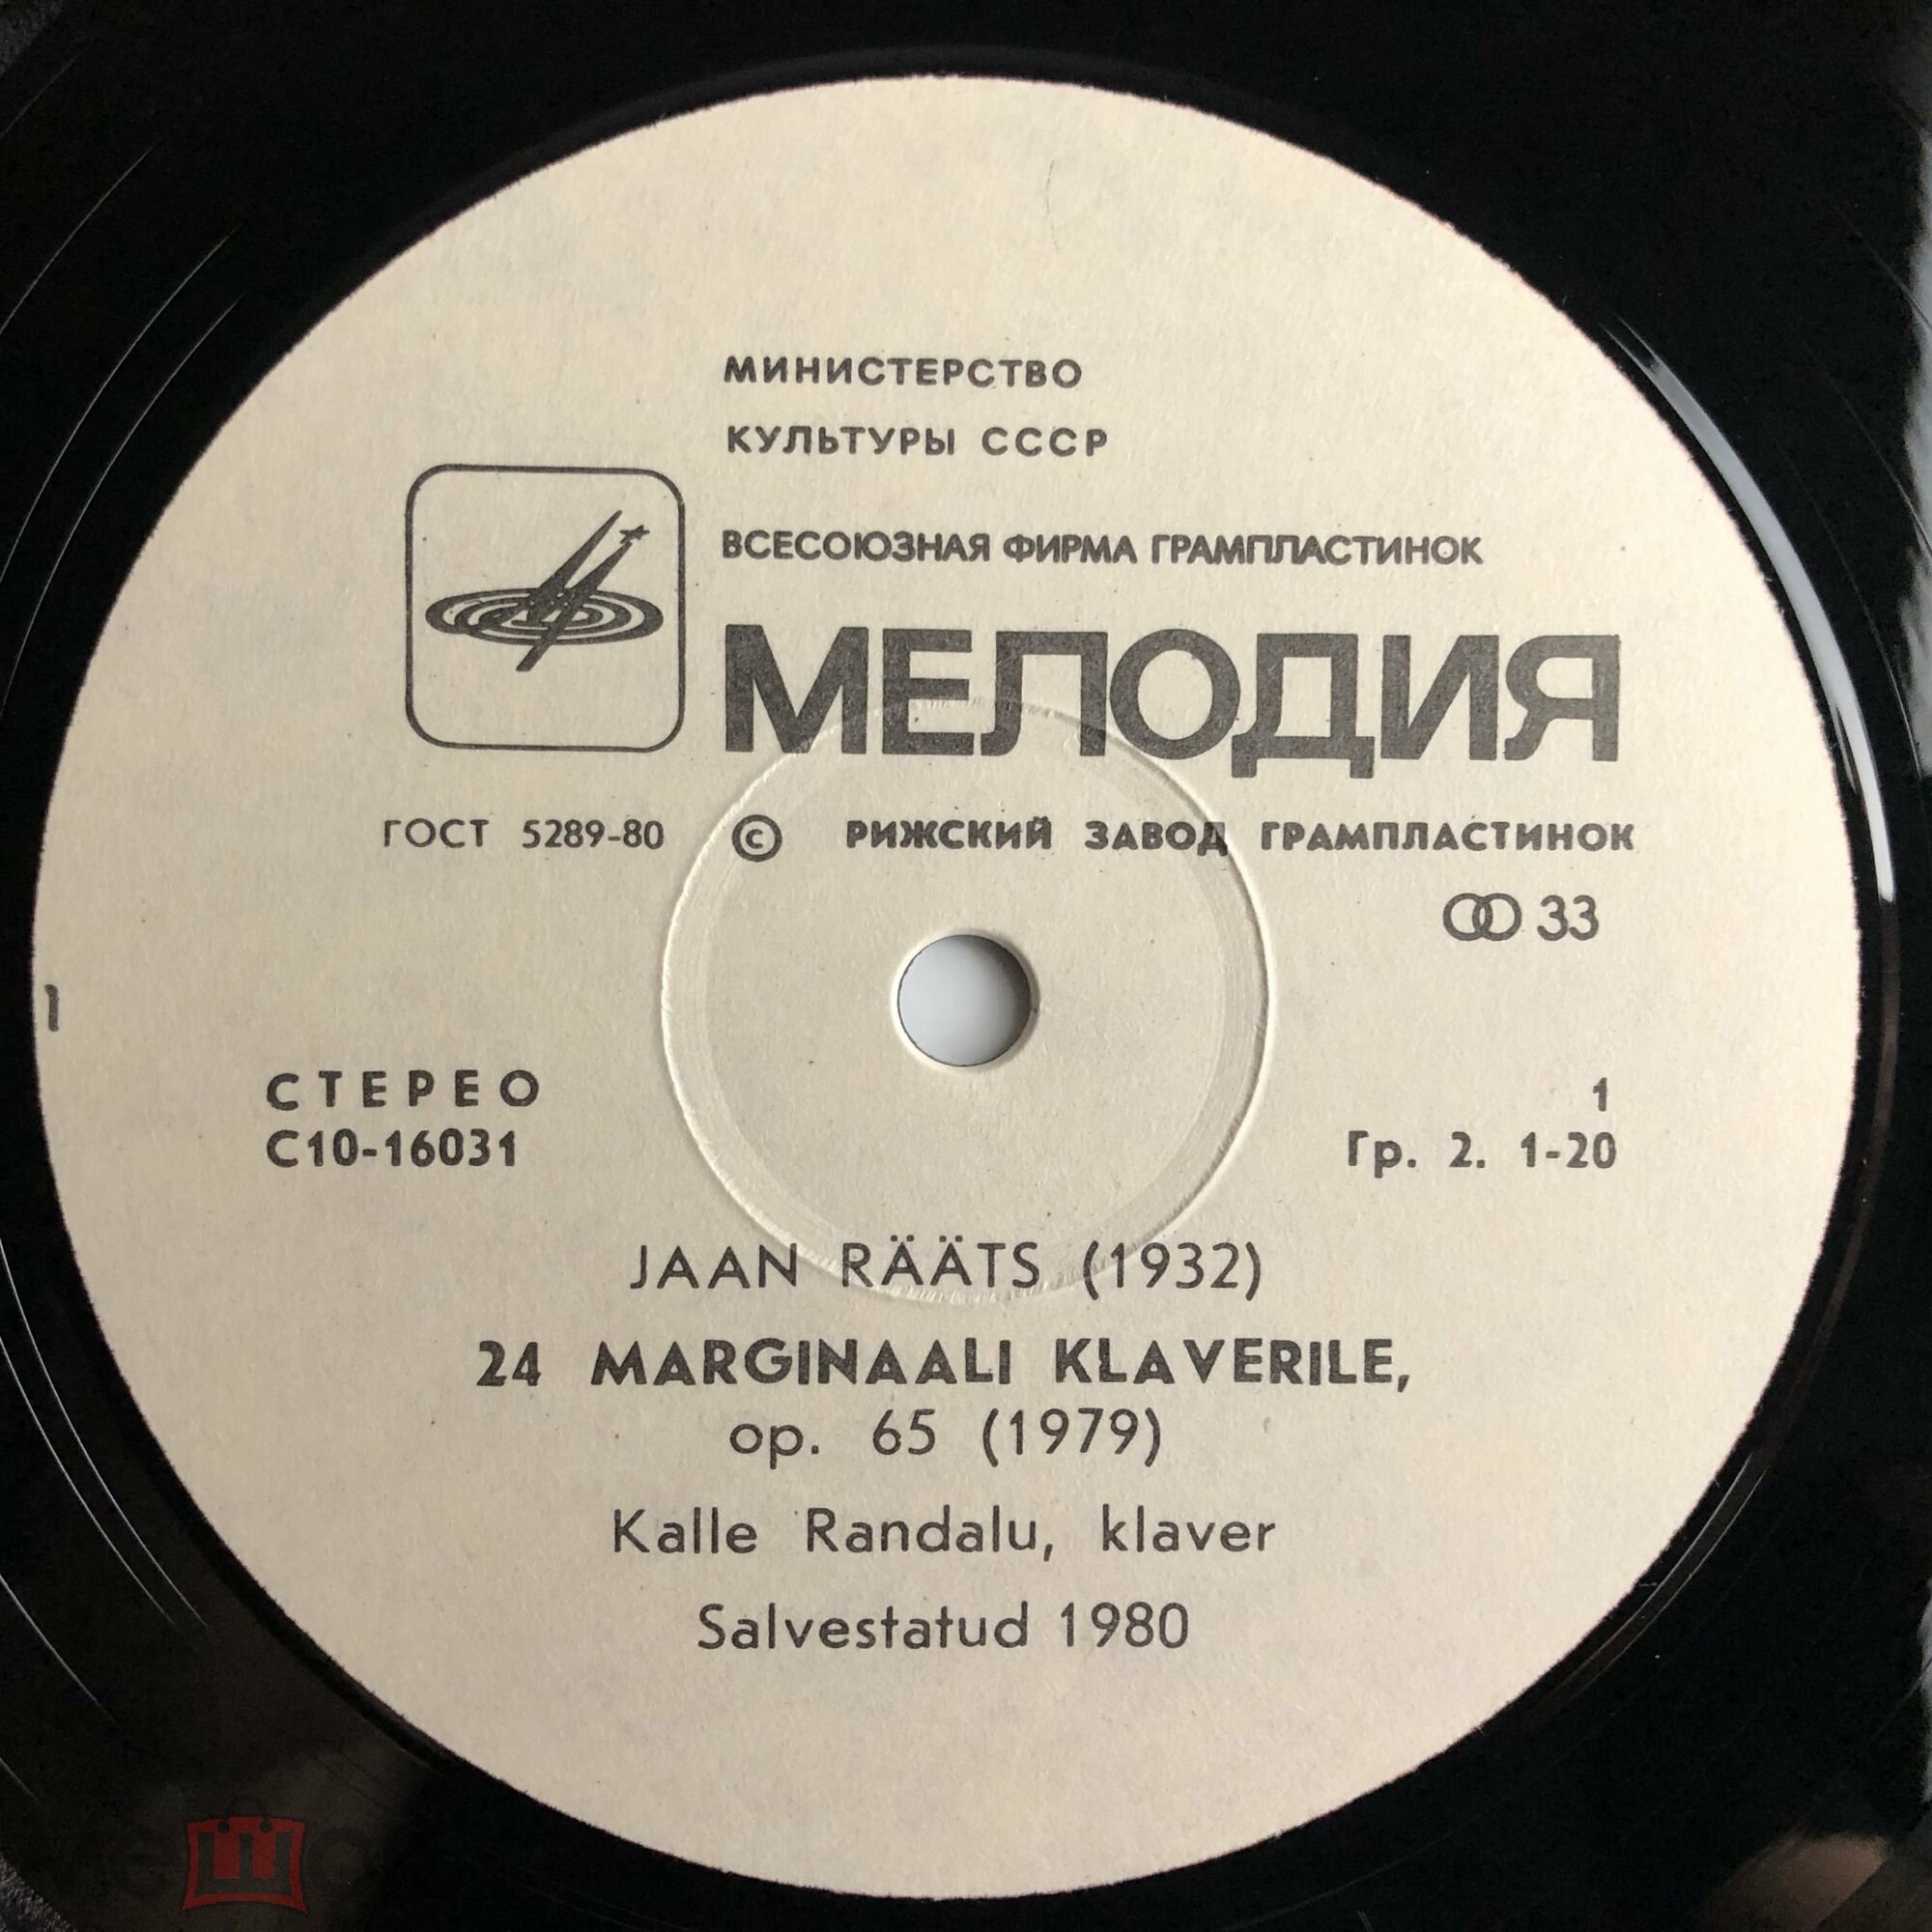 МИНИСТЕРСТВО
КУЛЬТУРЫ СССР
ВСЕСОЮЗНАЯ ФИРМА ГРАМПЛАСТИНОК
МЕЛОДИЯ
ГОСТ 5289-80 © РИЖСКИЙ ЗАВОД ГРАМПЛАСТИНОК
33
1
СТЕРЕО
1
С10-16031
Гр. 2. 1-20
JAAN RÄÄTS (1932)
24 MARGINAALI KLAVERILE,
op. 65 (1979)
Kalle Randalu, klaver
Salvestatud 1980